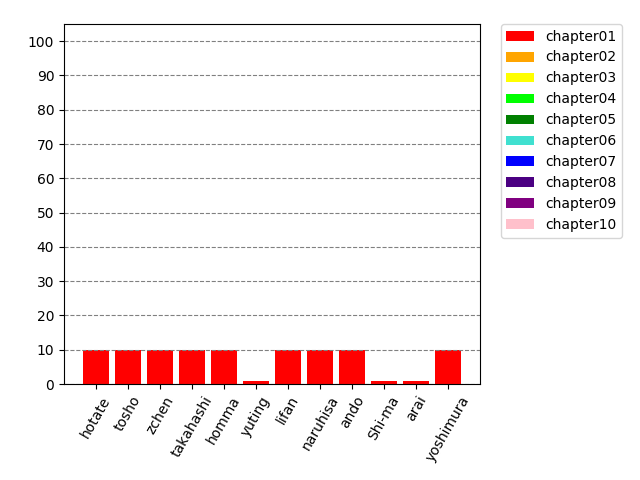 100
90
80
70
60
50
40
30
20
10
0
hotate
tosho
zchen
takahashi
homma
yuting
lifan
naruhisa
ando
Shi-ma
arai
yoshimura
chapter01
chapter02
chapter03
chapter04
chapter05
chapter06
chapter07
chapter08
chapter09
chapter10